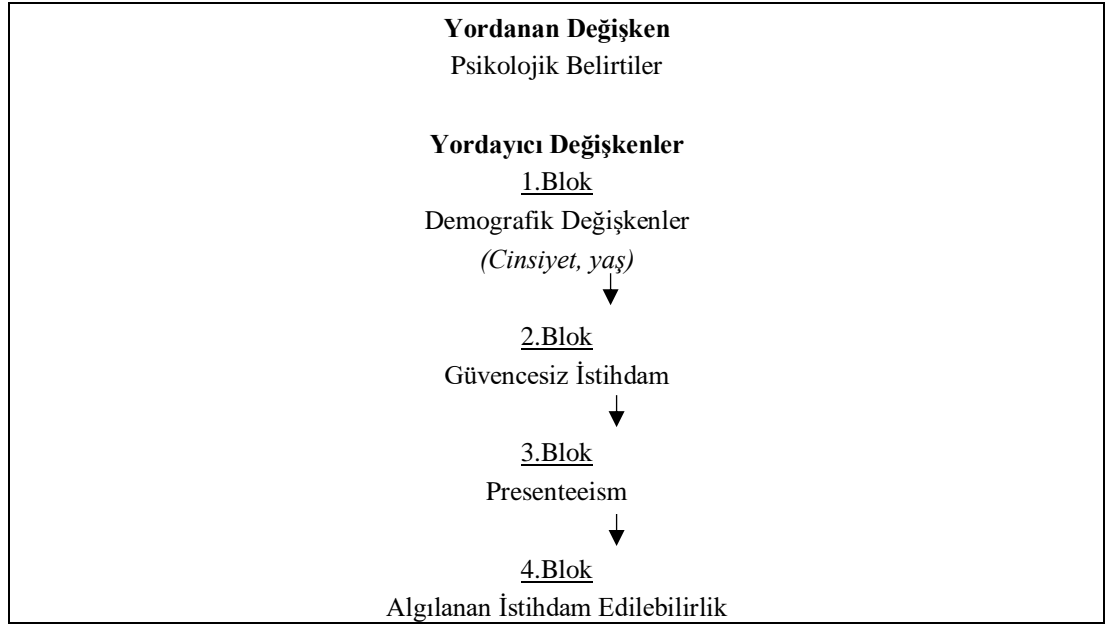 Yordanan Değişken
Psikolojik Belirtiler
Yordayıcı Değişkenler
1.Blok
Demografik Değişkenler
(Cinsiyet, yaş)
2.Blok
Güvencesiz İstihdam
3.Blok
Presenteeism
4.Blok
Algılanan İstihdam Edilebilirlik